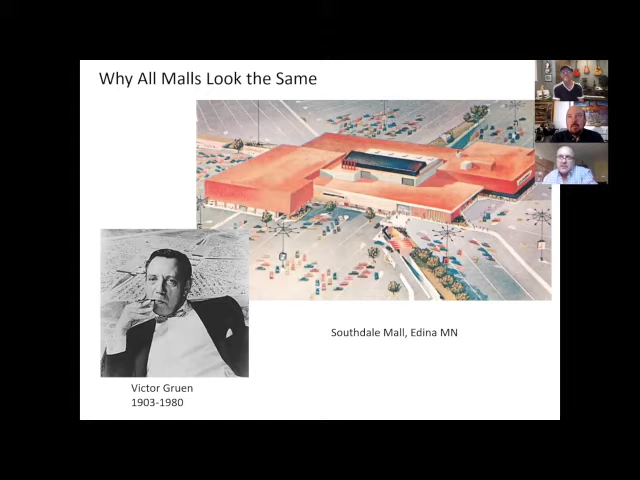 Why All Malls Look the Same
Southdale Mall, Edina MN
Victor Gruen
1903-1980